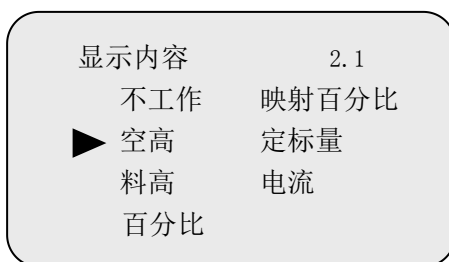 显示内容 2.1
不工作 映射百分比
空高 定标量
料高 电流
百分比